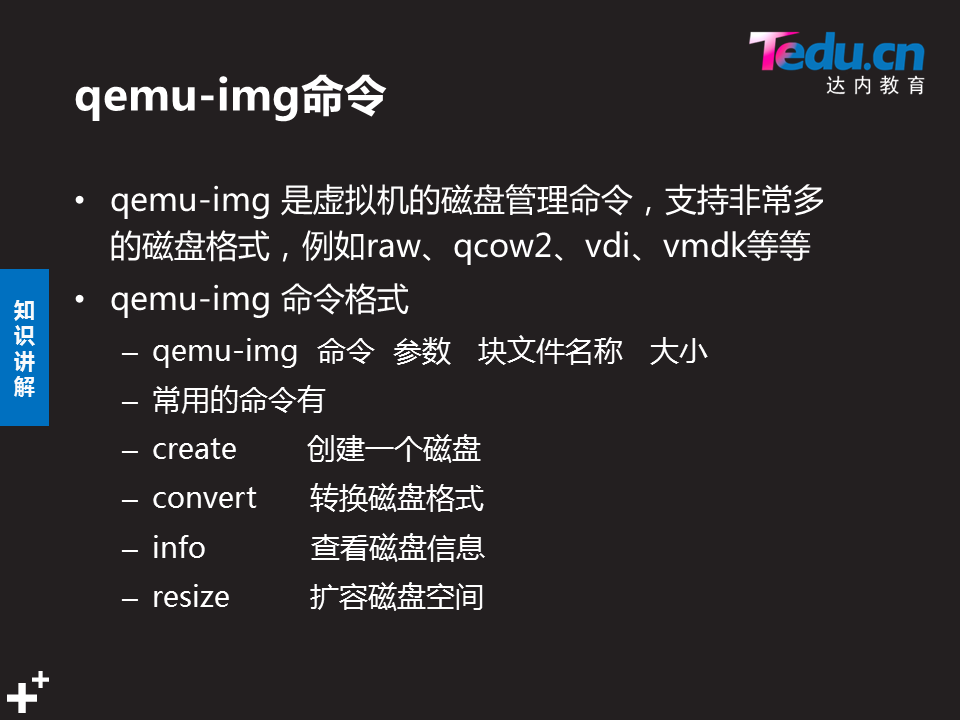 Tedu.cn
达内教育
qemu-img命令
• qemu-img 是虚拟机的磁盘管理命令，支持非常多
的磁盘格式，例如raw、qcow2、vdi、vmdk等等
• qemu-img 命令格式
– qemu-img 命令 参数 块文件名称 大小
– 常用的命令有
– create 创建一个磁盘
– convert 转换磁盘格式
– info 查看磁盘信息
– resize 扩容磁盘空间
知识讲解